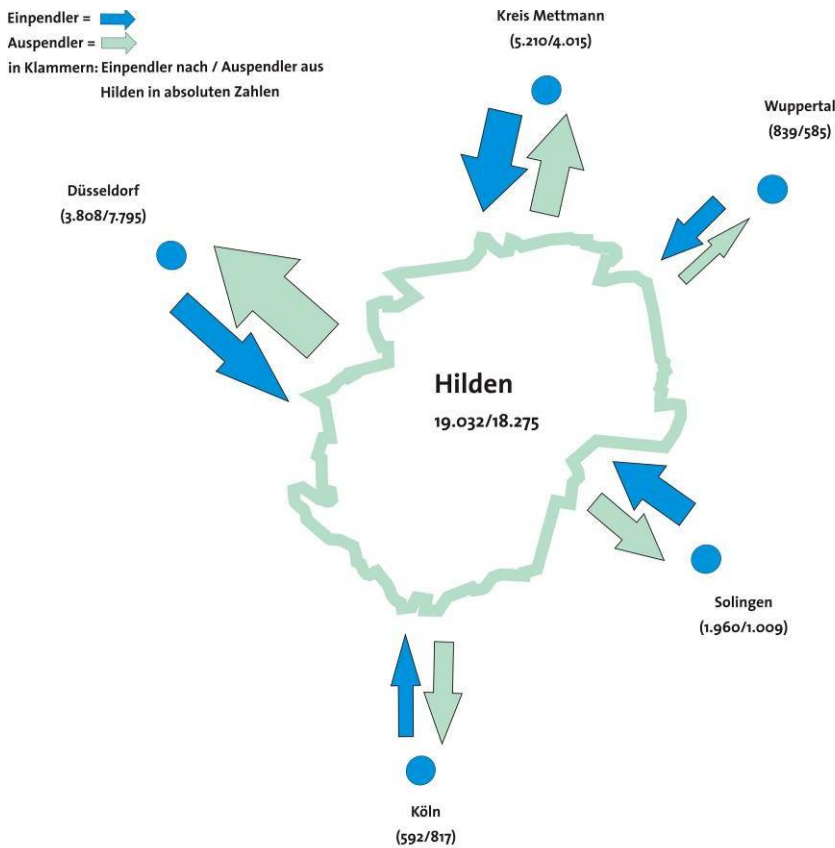 Einpendler =
Auspendler =
in Klammern: Einpendler nach / Auspendler aus
Hilden in absoluten Zahlen
Kreis Mettmann
(5.210/4.015)
Wuppertal
(839/585)
Düsseldorf
(3.808/7.795)
Hilden
19.032/18.275
Solingen
(1.960/1.009)
Köln
(592/817)